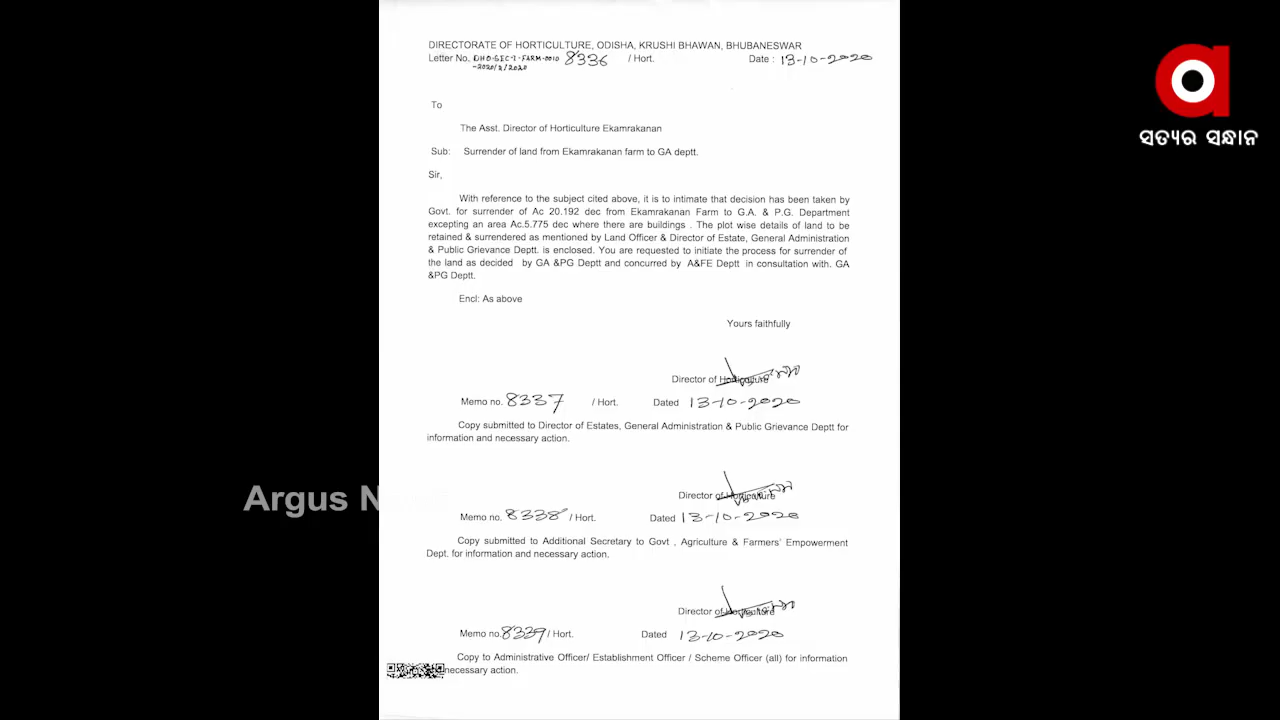 DIRECTORATE OF HORTICULTURE, ODISHA, KRUSHI BHAWAN, BHUBANESWAR
Letter No. DHO-SEC-1-FARM-0010 8336 / Hort. Date : 13-10-2020
-2020/2/2020
To
The Asst. Director of Horticulture Ekamrakanan
Sub: Surrender of land from Ekamrakanan farm to GA deptt.
Sir,
With reference to the subject cited above, it is to intimate that decision has been taken by
Govt. for surrender of Ac 20.192 dec from Ekamrakanan Farm to G.A. & P.G. Department
excepting an area Ac.5.775 dec where there are buildings . The plot wise details of land to be
retained & surrendered as mentioned by Land Officer & Director of Estate, General Administration
& Public Grievance Deptt. is enclosed. You are requested to initiate the process for surrender of
the land as decided by GA &PG Deptt and concurred by A&FE Deptt in consultation with. GA
&PG Deptt.
Encl: As above
Yours faithfully
Director of Horticulture
Memo no. 8337 / Hort. Dated 13-10-2020
Copy submitted to Director of Estates, General Administration & Public Grievance Deptt for
information and necessary action.
Director of Horticulture
Memo no. 8338 / Hort. Dated 13-10-2020
Copy submitted to Additional Secretary to Govt , Agriculture & Farmers' Empowerment
Dept. for information and necessary action.
Director of Horticulture
Memo no. 8339 / Hort. Dated 13-10-2020
Copy to Administrative Officer/ Establishment Officer / Scheme Officer (all) for information
necessary action.
ସତ୍ୟର ସନ୍ଧାନ
Argus N